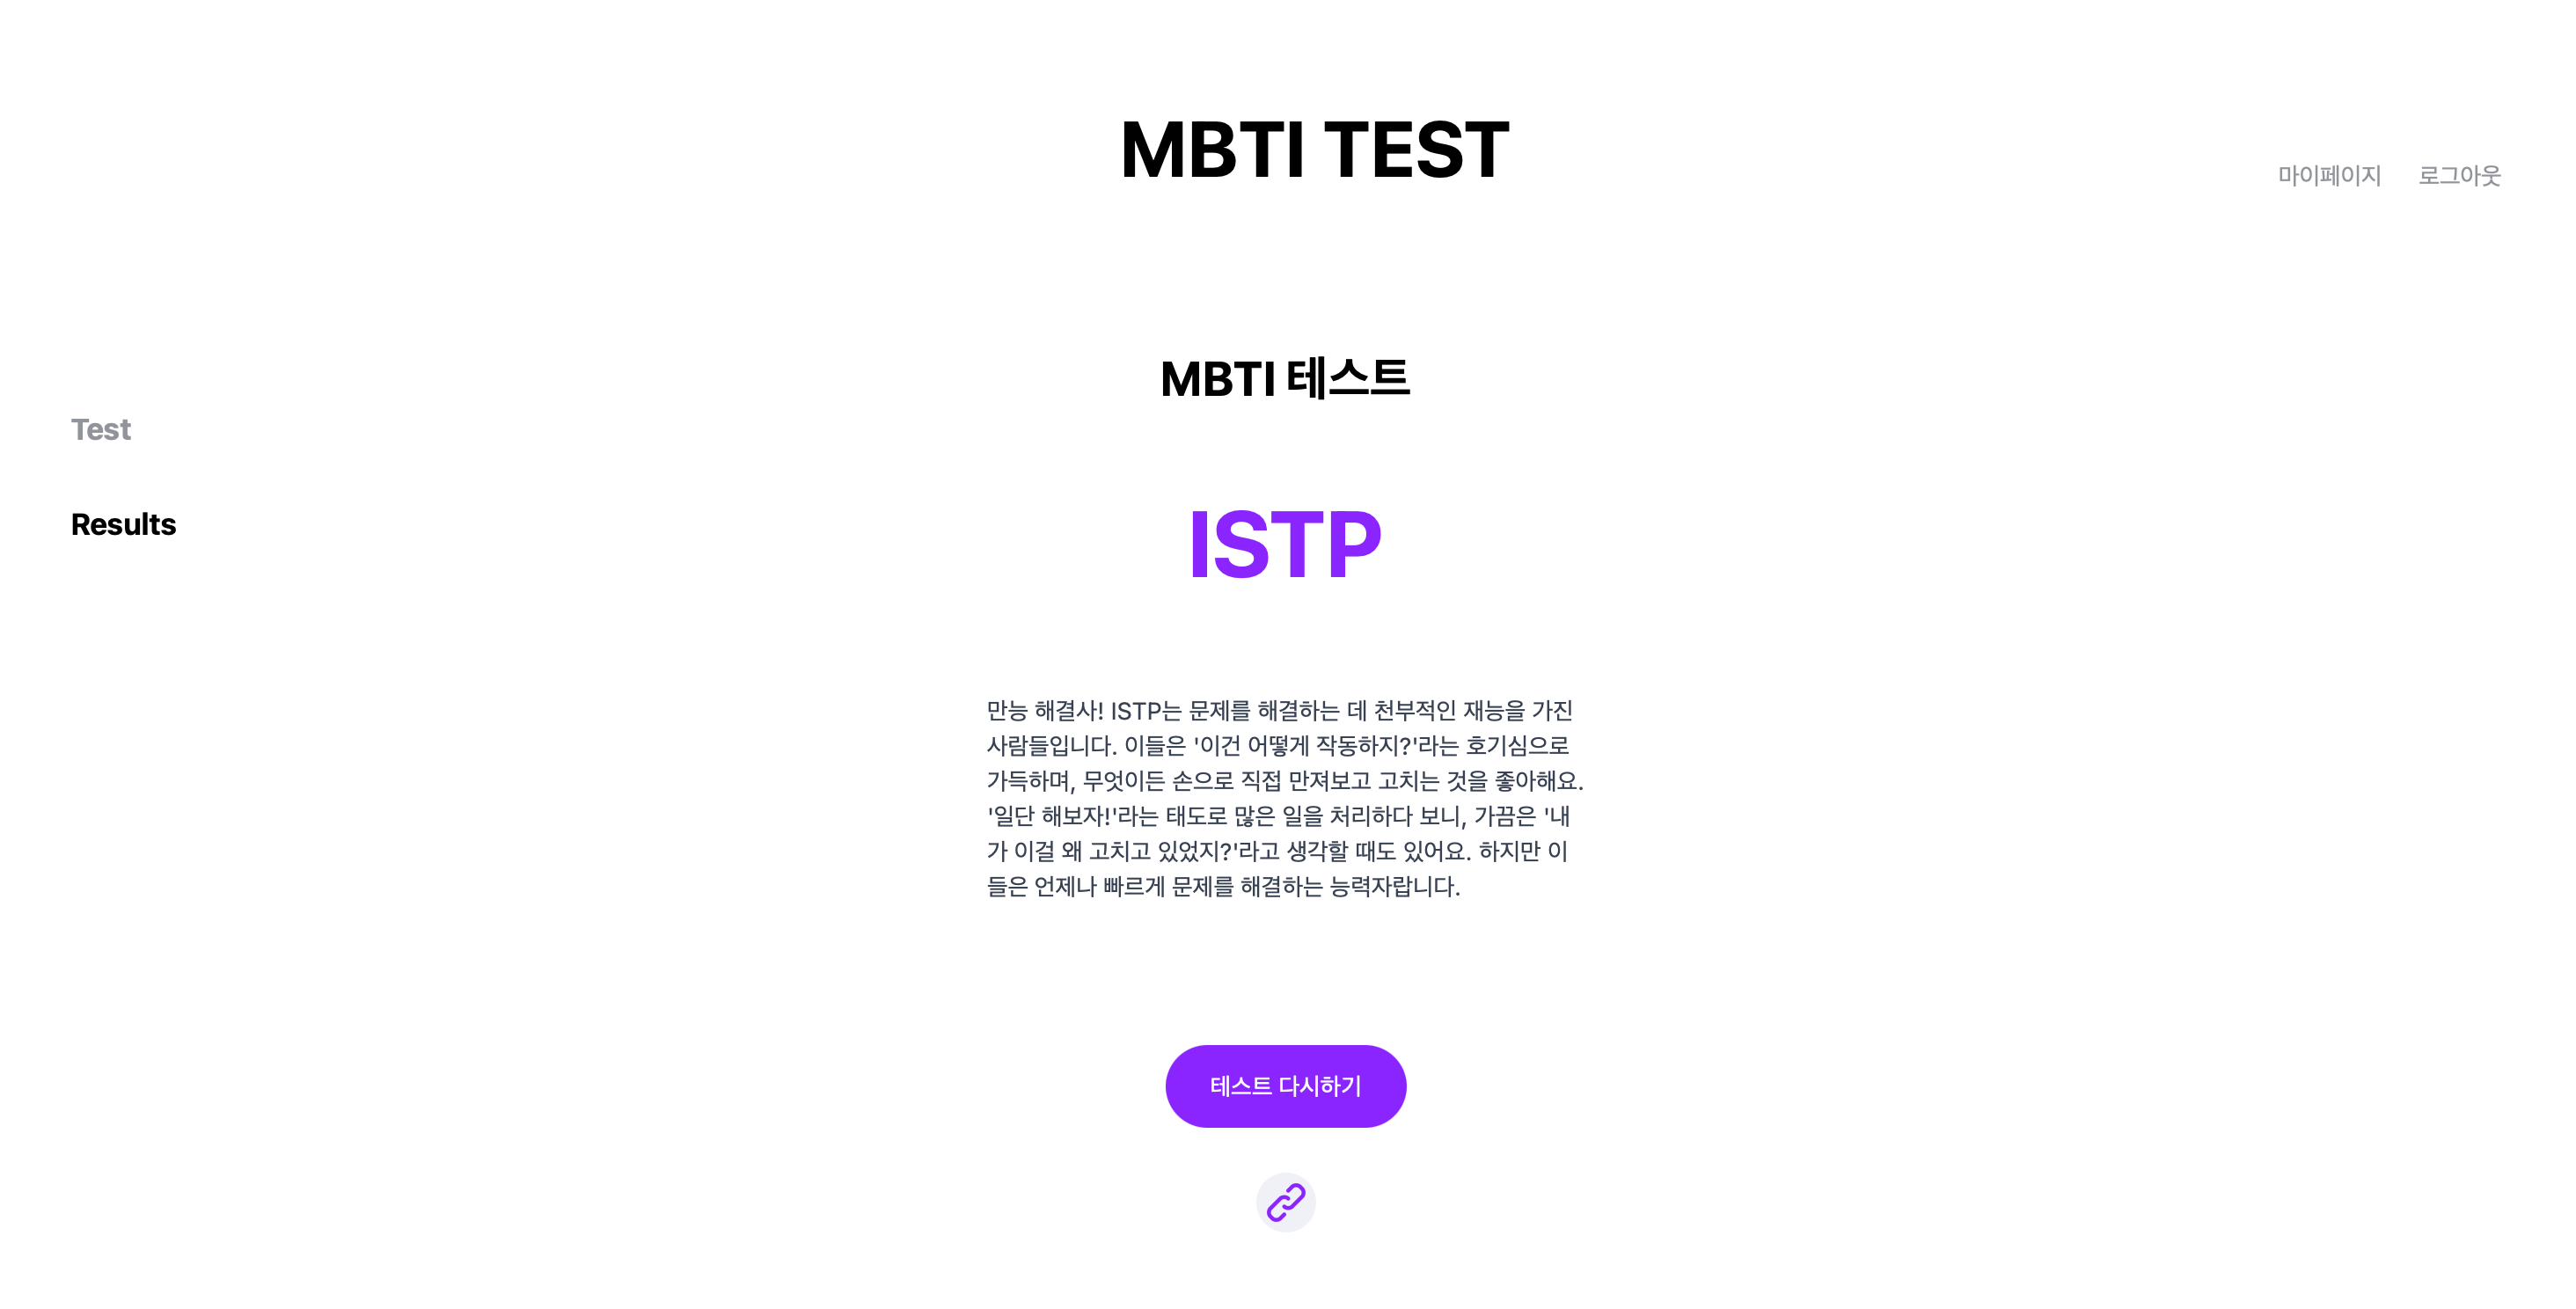 MBTI TEST
마이페이지 로그아웃
MBTI 테스트
Test
Results
ISTP
만능 해결사! ISTP는 문제를 해결하는 데 천부적인 재능을 가진
사람들입니다. 이들은 '이건 어떻게 작동하지?'라는 호기심으로
가득하며, 무엇이든 손으로 직접 만져보고 고치는 것을 좋아해요.
'일단 해보자!'라는 태도로 많은 일을 처리하다 보니, 가끔은 '내
가 이걸 왜 고치고 있었지?'라고 생각할 때도 있어요. 하지만 이
들은 언제나 빠르게 문제를 해결하는 능력자랍니다.
테스트 다시하기